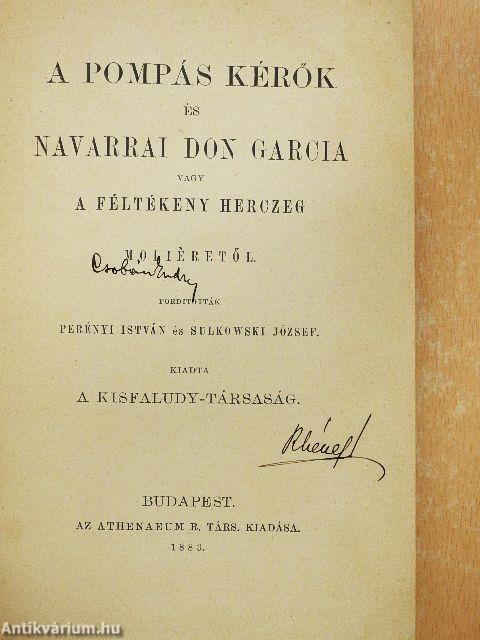 A POMPÁS KÉRŐK
ÉS
NAVARRAI DON GARCIA
VAGY
A FÉLTÉKENY HERCZEG
MOLIÈRETŐL.
Csobán Endre
FORDITOTTÁK
PERÉNYI ISTVÁN és SULKOWSKI JÓZSEF.
KIADTA
A KISFALUDY-TÁRSASÁG.
BUDAPEST.
AZ ATHENAEUM R. TÁRS. KIADÁSA.
1883.
Antikvárium.hu